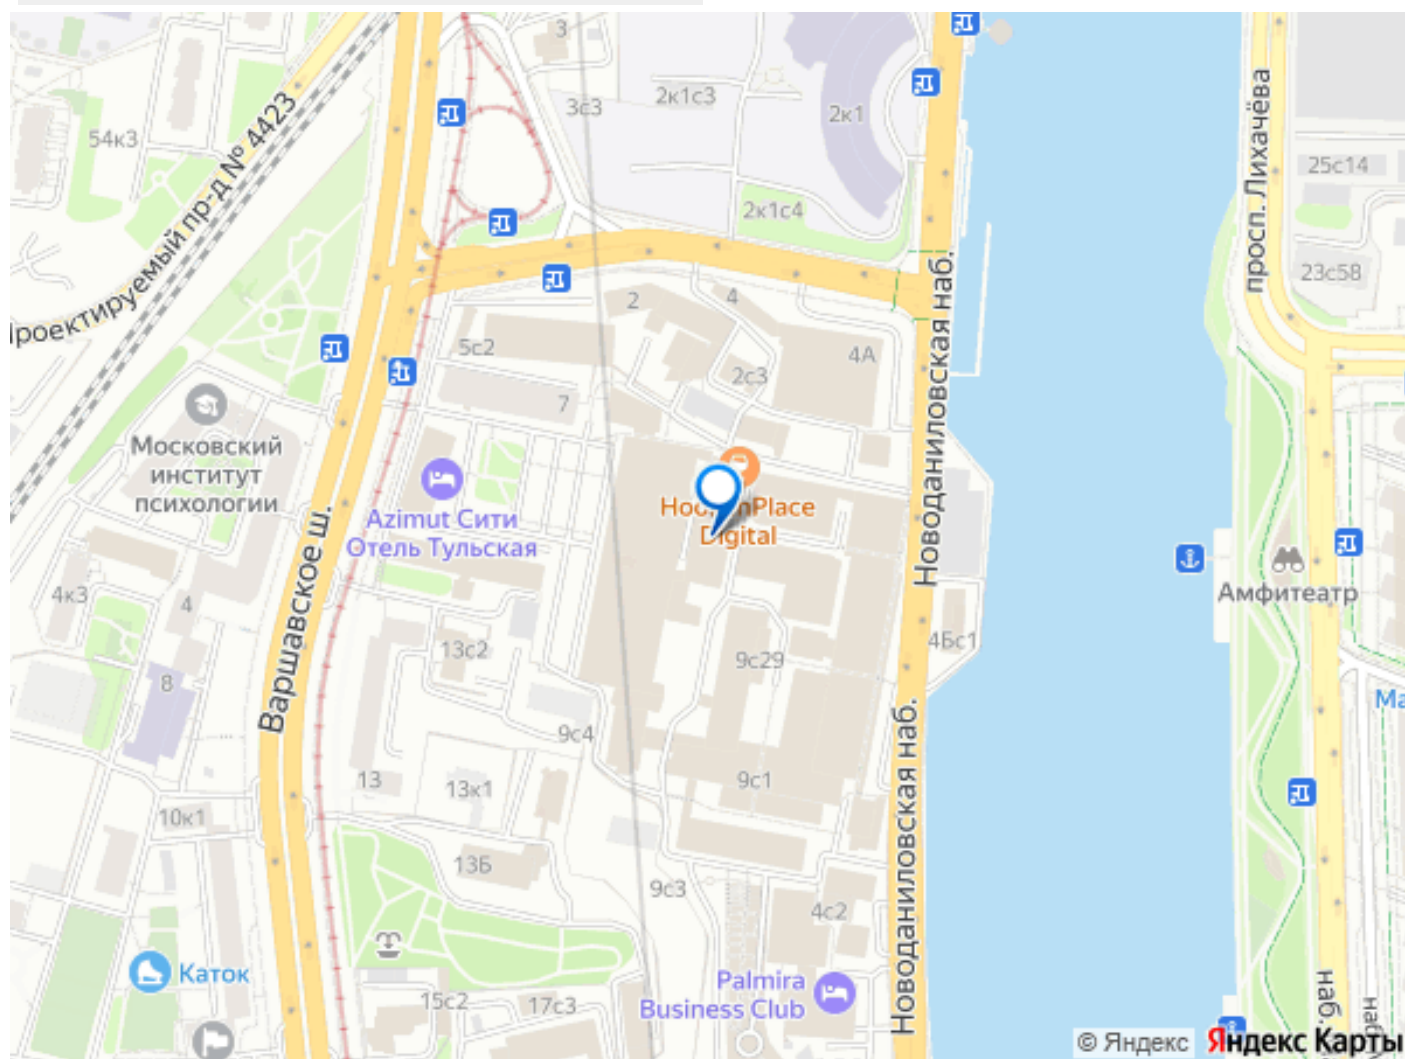 3
54к3
3с3
2к1с3
2к1
Проектируемый пр-д № 4423
просп. Лихачёва
25с14
2к1с4
23с58
2
4
Новоданиловская наб.
5с2
4А
2с3
7
Московский
институт
психологии
Azimut Сити
Отель Тульская
Digital
Варшавское ш.
4к3
4
Амфитеатр
4Бс1
13с2
9с29
8
9с4
13
13к1
9с1
10к1
Новоданиловская наб.
13Б
9с3
4с2
Каток
Palmira
Business Club
15с2
17с3
наб.
© Яндекс
Яндекс Карты